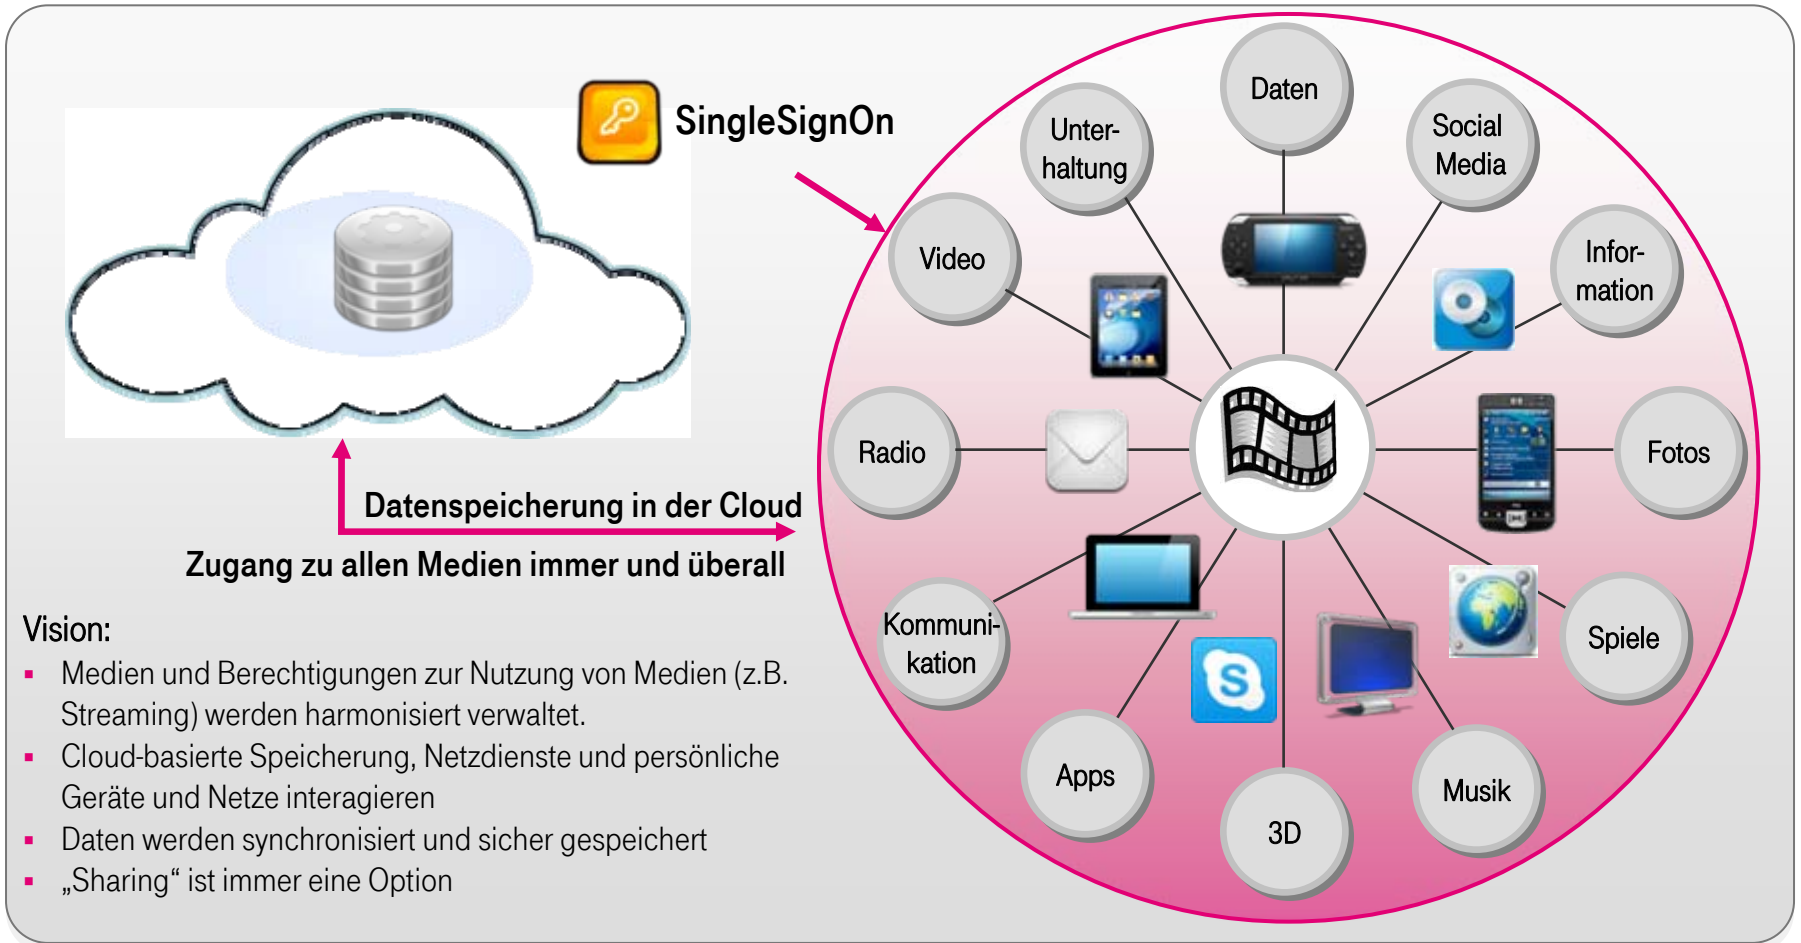 SingleSignOn
Datenspeicherung in der Cloud
Zugang zu allen Medien immer und überall
Vision:
▪ Medien und Berechtigungen zur Nutzung von Medien (z.B.
Streaming) werden harmonisiert verwaltet.
▪ Cloud-basierte Speicherung, Netzdienste und persönliche
Geräte und Netze interagieren
▪ Daten werden synchronisiert und sicher gespeichert
▪ „Sharing“ ist immer eine Option
Daten
Social
Media
Infor-
mation
Fotos
Spiele
Musik
3D
Apps
Kommuni-
kation
Radio
Video
Unter-
haltung
S